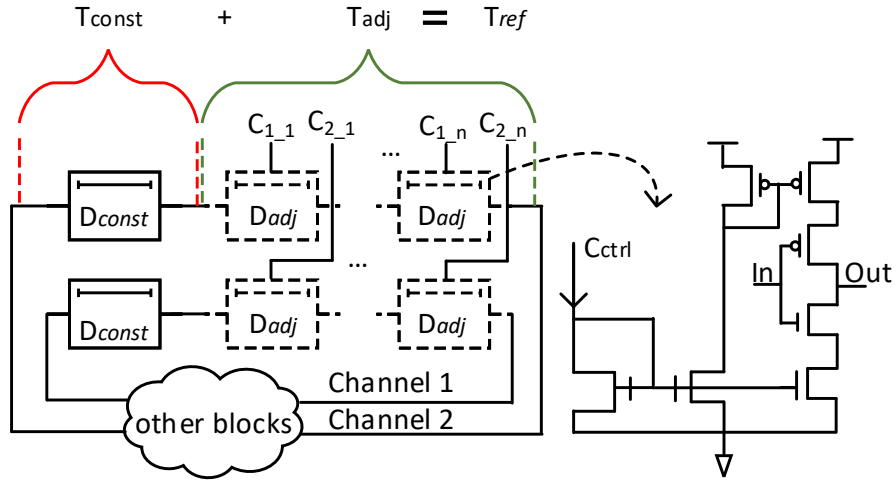 Tconst + Tadj = Tref
C1_1 C2_1 ... C1_n C2_n
Dconst Dadj Dadj
Cctrl
In Out
...
Dconst Dadj Dadj
Channel 1
other blocks
Channel 2